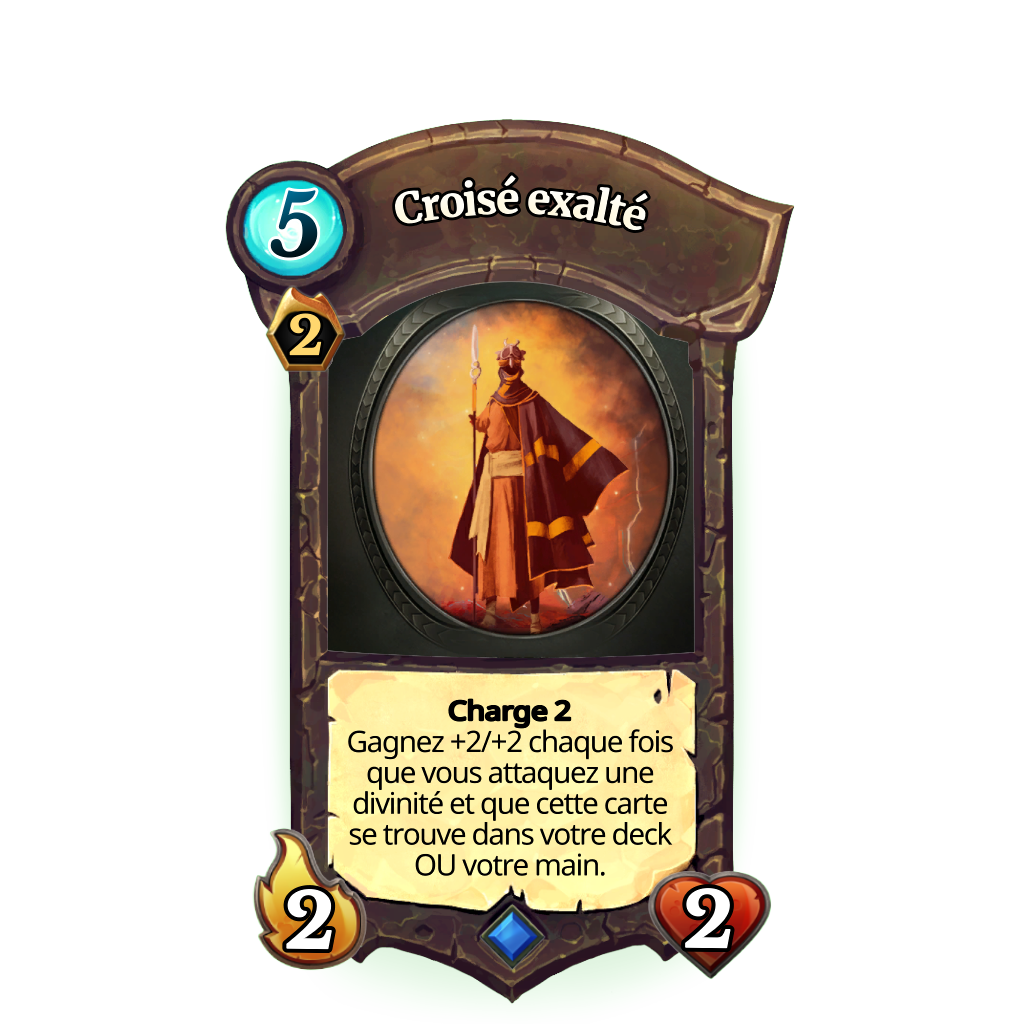 5
Croisé exalté
2
Charge 2
Gagnez +2/+2 chaque fois
que vous attaquez une
divinité et que cette carte
se trouve dans votre deck
OU votre main.
2
2